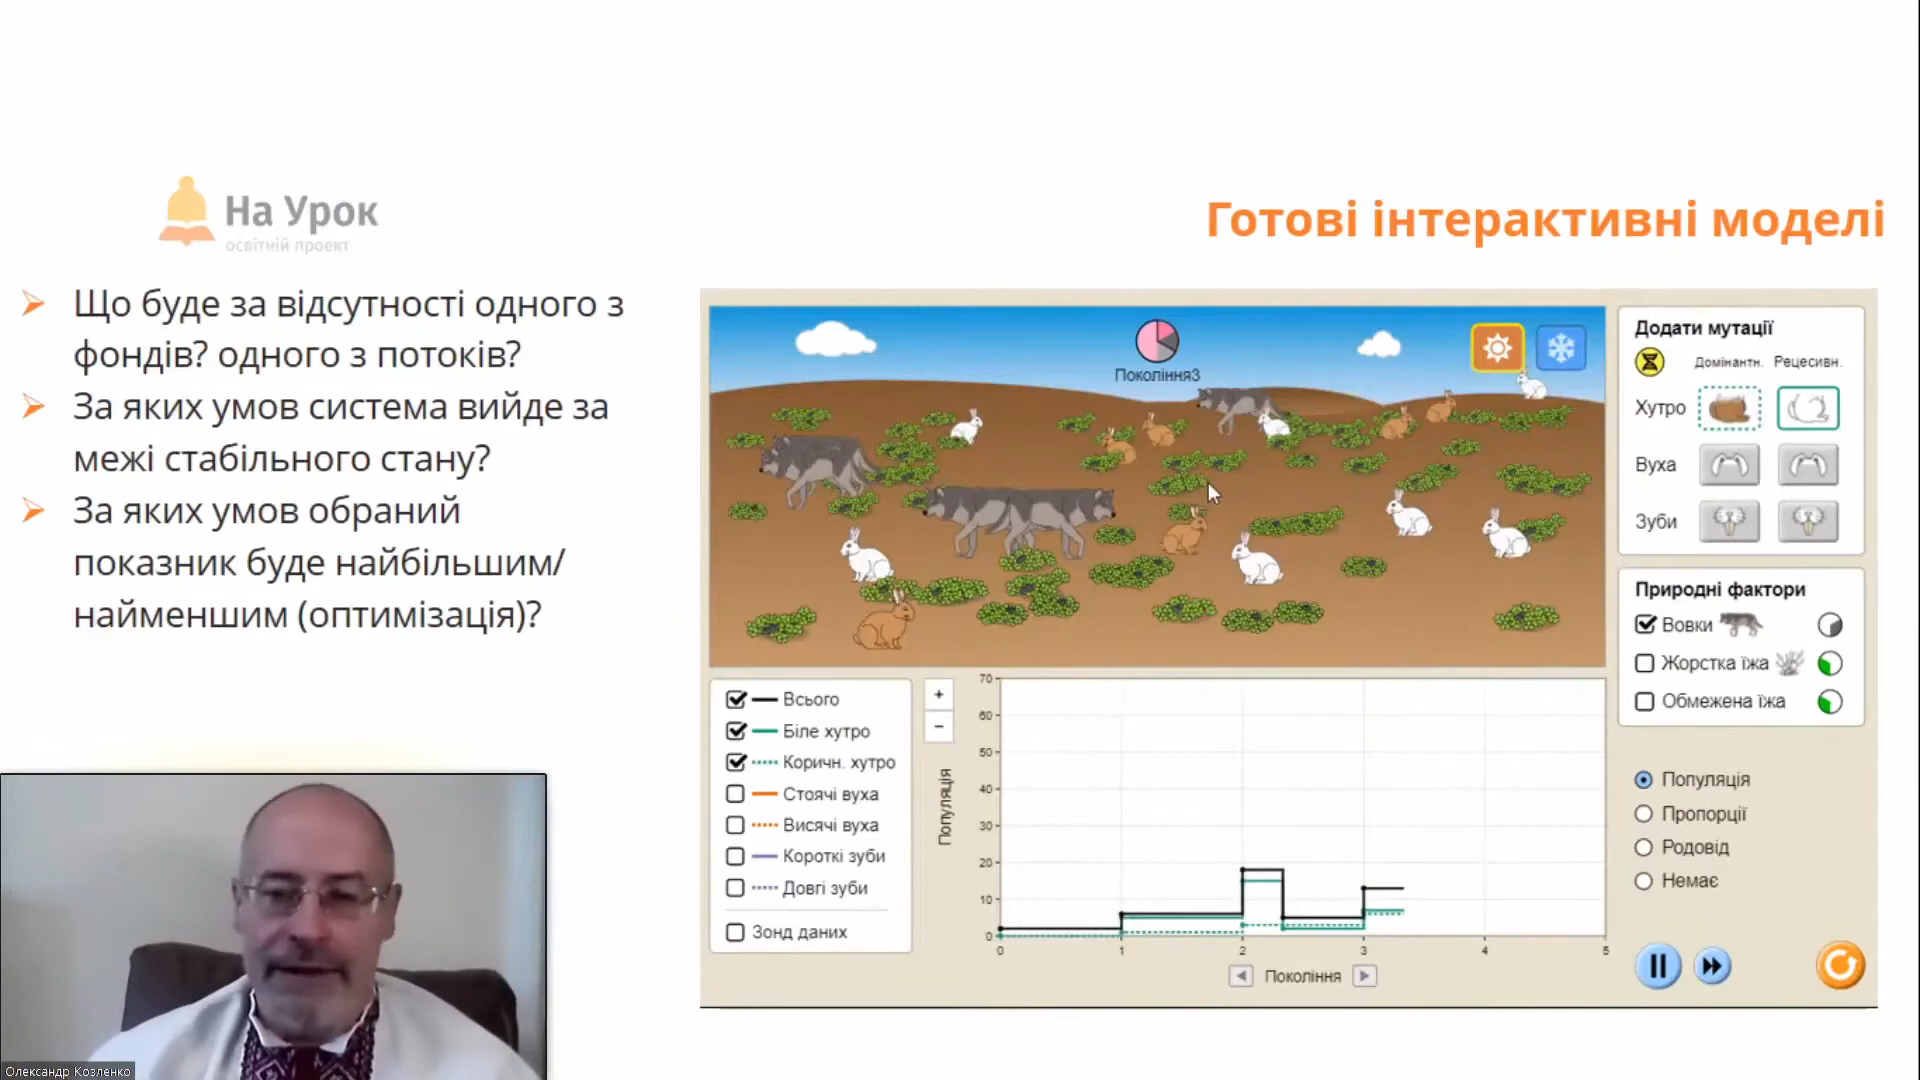 На Урок
освітній проект
Готові інтерактивні моделі
Що буде за відсутності одного з
фондів? одного з потоків?
За яких умов система вийде за
межі стабільного стану?
За яких умов обраний
показник буде найбільшим/
найменшим (оптимізація)?
Покоління3
Додати мутації
Домінантн. Рецесивн.
Хутро
Вуха
Зуби
Природні фактори
Вовки
Жорстка їжа
Обмежена їжа
Популяція
Пропорції
Родовід
Немає
Всього
Біле хутро
Коричн. хутро
Стоячі вуха
Висячі вуха
Короткі зуби
Довгі зуби
Зонд даних
+
−
Популяція
70
60
50
40
30
20
10
0
0 1 2 3 4 5
Покоління
Олександр Козленко